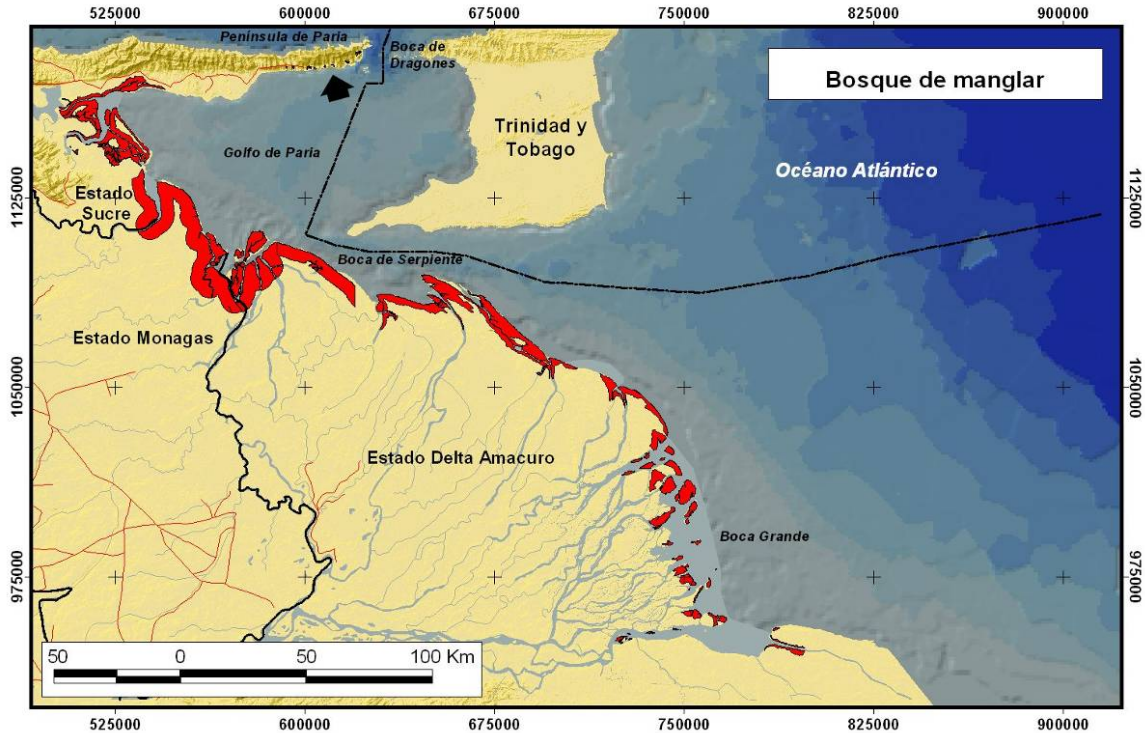 525000 600000 675000 750000 825000 900000
Península de Paria
Boca de
Dragones
Bosque de manglar
Trinidad y
Tobago
Golfo de Paria
Océano Atlántico
Estado
Sucre
1125000 1125000
Boca de Serpiente
Estado Monagas
1050000 1050000
Estado Delta Amacuro
Boca Grande
975000 975000
50 0 50 100 Km
525000 600000 675000 750000 825000 900000